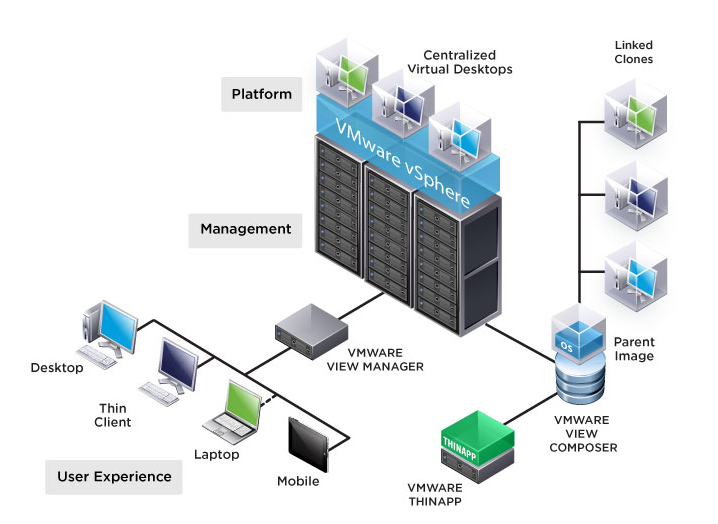 Centralized
Virtual Desktops
Linked
Clones
Platform
VMware vSphere
Management
OS
Parent
Image
VMWARE
VIEW MANAGER
Desktop
Thin
Client
Laptop
Mobile
THINAPP
VMWARE
VIEW
COMPOSER
User Experience
VMWARE
THINAPP